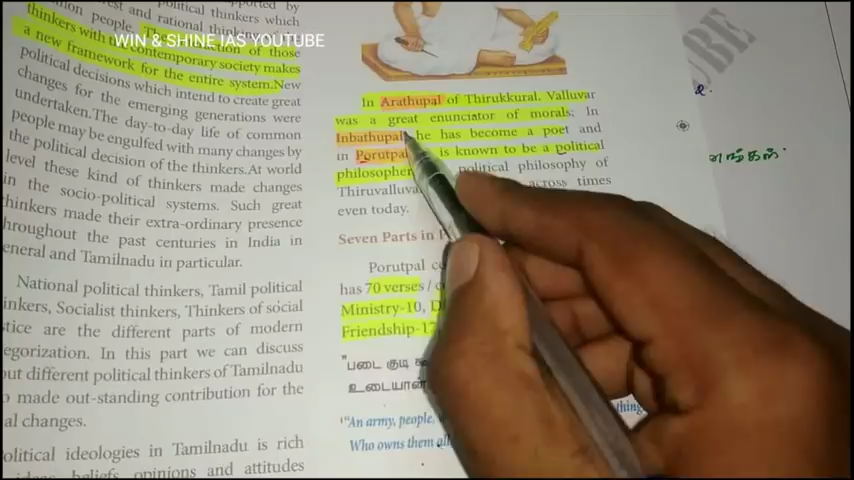 WIN & SHINE IAS YOUTUBE
and rational
political thinkers which
thinkers with the contemporary society makes
a new framework for the entire system. New
political decisions which intend to create great
changes for the emerging generations were
undertaken.The day-to-day life of common
people may be engulfed with many changes by
the political decision of the thinkers. At world
level these kind of thinkers made changes
in the socio-political systems. Such great
thinkers made their extra-ordinary presence
throughout the past centuries in India in
general and Tamilnadu in particular.
National political thinkers, Tamil political
inkers, Socialist thinkers, Thinkers of social
stice are the different parts of modern
egorization. In this part we can discuss
out different political thinkers of Tamilnadu
o made out-standing contribution for the
al changes.
olitical ideologies in Tamilnadu is rich
ideas, beliefs, opinions and attitudes
In Arathupal of Thirukkural, Valluvar
was a great enunciator of morals; In
Inbathupal, he has become a poet and
in Porutpal is known to be a political
philosopher political philosophy of
Thiruvalluva across times
even today.
Seven Parts in P
Porutpal
has 70 verses /
Ministry-10,
Friendship-17
"படை குடி
உடையான்
"An army, people,
Who owns them all
thing,